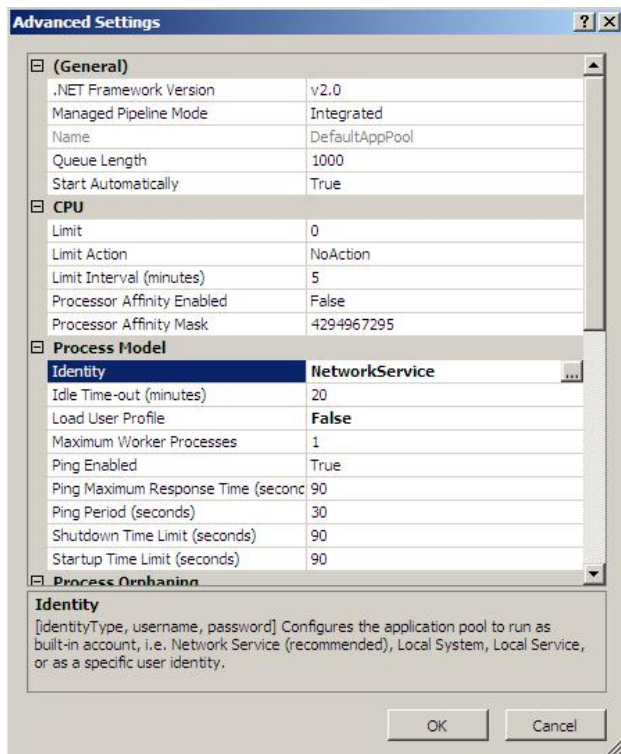 Advanced Settings
(General)
.NET Framework Version v2.0
Managed Pipeline Mode Integrated
Name DefaultAppPool
Queue Length 1000
Start Automatically True
CPU
Limit 0
Limit Action NoAction
Limit Interval (minutes) 5
Processor Affinity Enabled False
Processor Affinity Mask 4294967295
Process Model
Identity NetworkService ...
Idle Time-out (minutes) 20
Load User Profile False
Maximum Worker Processes 1
Ping Enabled True
Ping Maximum Response Time (second 90
Ping Period (seconds) 30
Shutdown Time Limit (seconds) 90
Startup Time Limit (seconds) 90
Process Orphaning
Identity
[identityType, username, password] Configures the application pool to run as
built-in account, i.e. Network Service (recommended), Local System, Local Service,
or as a specific user identity.
OK Cancel